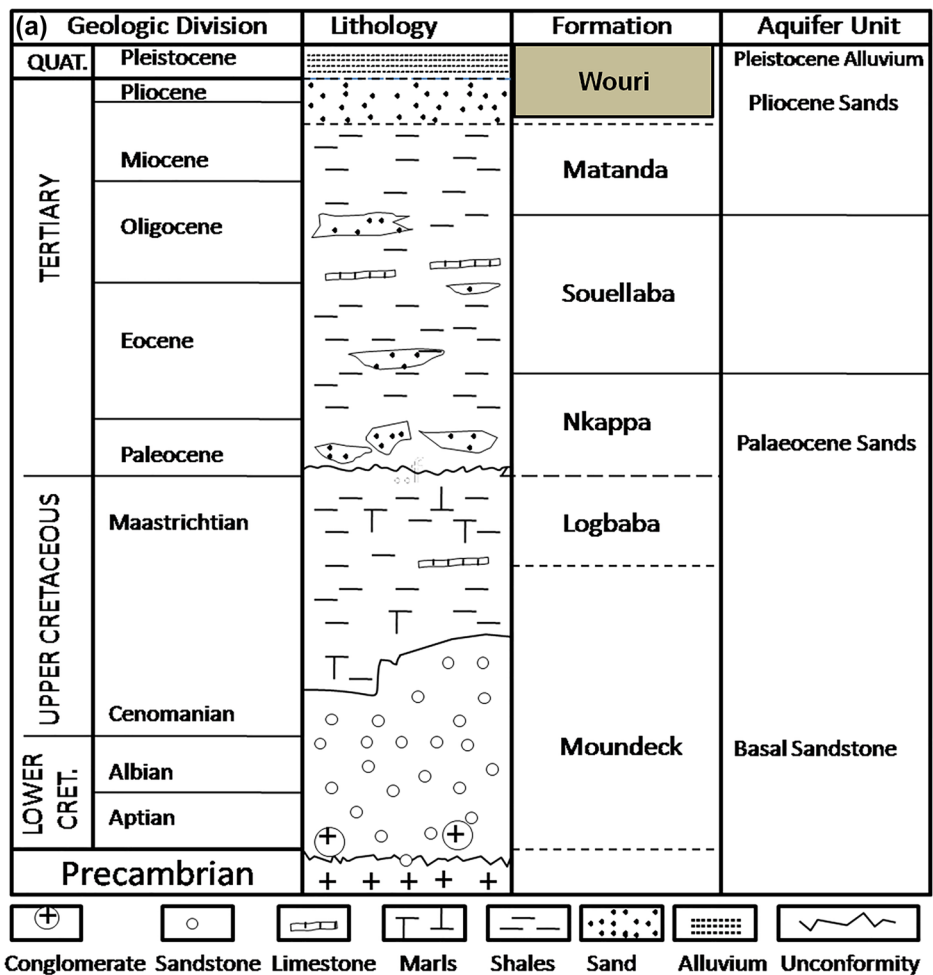 (a) Geologic Division Lithology Formation Aquifer Unit
QUAT. Pleistocene Wouri Pleistocene Alluvium
Pliocene Pliocene Sands
TERTIARY
Miocene Matanda
Oligocene
Souellaba
Eocene
Nkappa
Paleocene Palaeocene Sands
UPPER CRETACEOUS
Maastrichtian Logbaba
Cenomanian
LOWER
CRET.
Moundeck Basal Sandstone
Albian
Aptian
Precambrian
Conglomerate Sandstone Limestone Marls Shales Sand Alluvium Unconformity